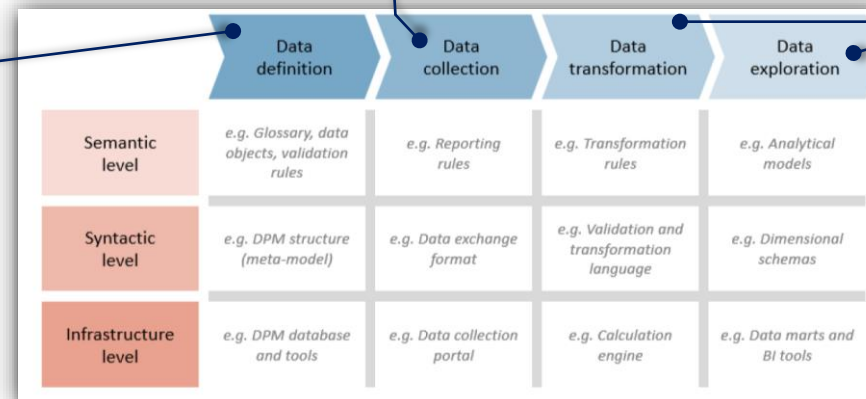 Data
definition
Data
collection
Data
transformation
Data
exploration
Semantic
level
e.g. Glossary, data
objects, validation
rules
e.g. Reporting
rules
e.g. Transformation
rules
e.g. Analytical
models
Syntactic
level
e.g. DPM structure
(meta-model)
e.g. Data exchange
format
e.g. Validation and
transformation
language
e.g. Dimensional
schemas
Infrastructure
level
e.g. DPM database
and tools
e.g. Data collection
portal
e.g. Calculation
engine
e.g. Data marts and
BI tools